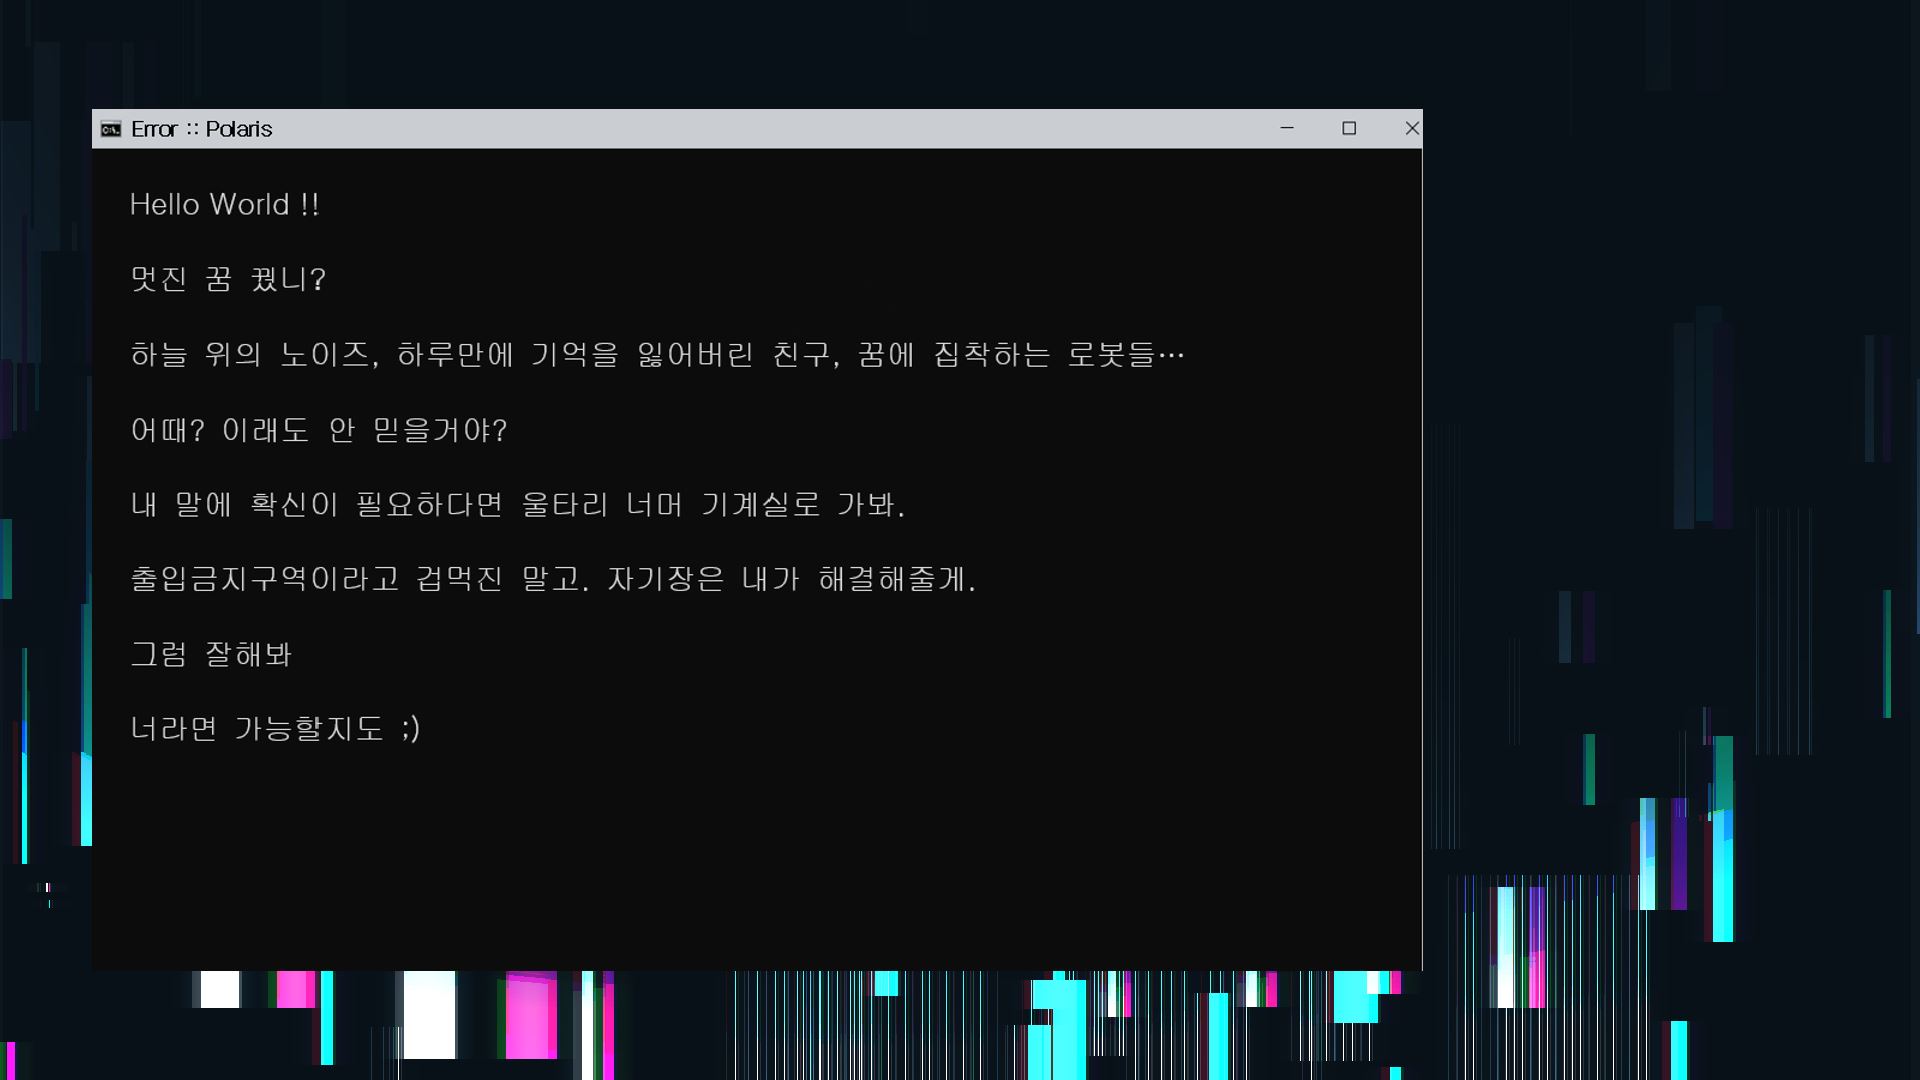 Error :: Polaris
Hello World !!
멋진 꿈 꿨니?
하늘 위의 노이즈, 하루만에 기억을 잃어버린 친구, 꿈에 집착하는 로봇들…
어때? 이래도 안 믿을거야?
내 말에 확신이 필요하다면 울타리 너머 기계실로 가봐.
출입금지구역이라고 겁먹진 말고. 자기장은 내가 해결해줄게.
그럼 잘해봐
너라면 가능할지도 ;)